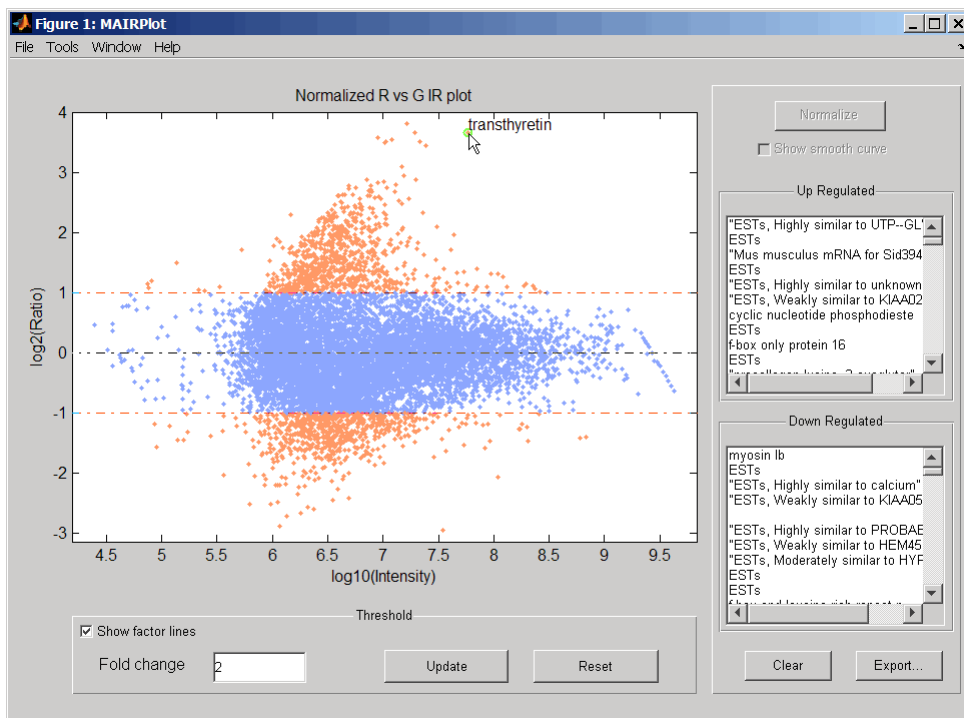 Figure 1: MAIRPlot
File Tools Window Help
Normalized R vs G IR plot
transthyretin
4
3
2
1
0
-1
-2
-3
log2(Ratio)
4.5 5 5.5 6 6.5 7 7.5 8 8.5 9 9.5
log10(Intensity)
Threshold
Show factor lines
Fold change 2 Update Reset
Normalize
Show smooth curve
Up Regulated
"ESTs, Highly similar to UTP--GL
ESTs
"Mus musculus mRNA for Sid394
ESTs
"ESTs, Highly similar to unknown
"ESTs, Weakly similar to KIAA02
cyclic nucleotide phosphodieste
ESTs
f-box only protein 16
ESTs
Down Regulated
myosin Ib
ESTs
"ESTs, Highly similar to calcium"
"ESTs, Weakly similar to KIAA05
"ESTs, Highly similar to PROBAB
"ESTs, Weakly similar to HEM45
"ESTs, Moderately similar to HYP
ESTs
ESTs
Clear Export...